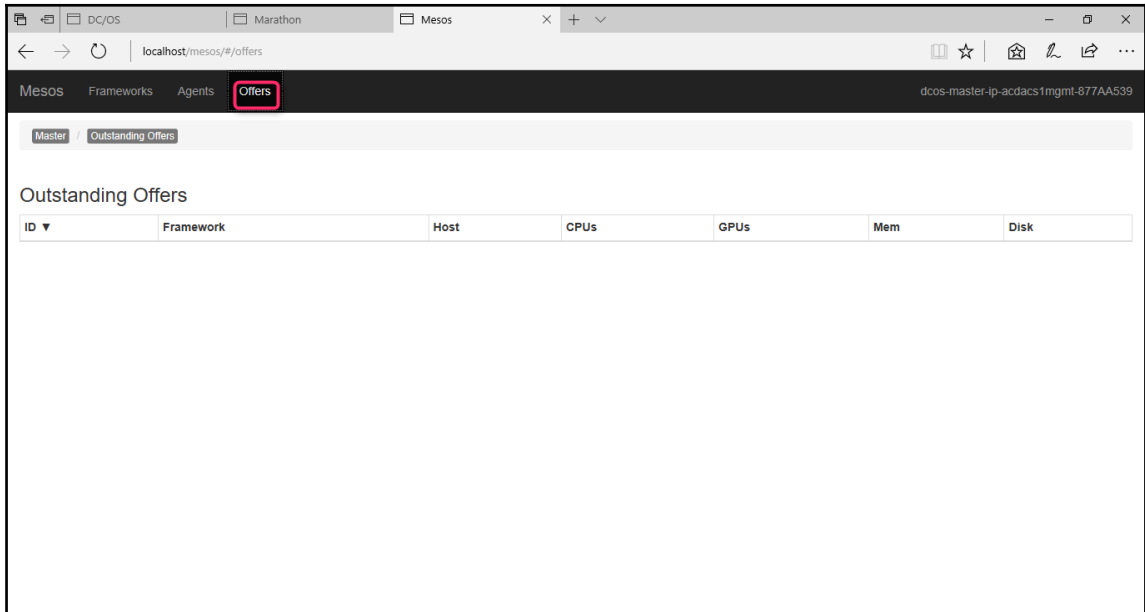 DC/OS Marathon Mesos
localhost/mesos/#/offers
Mesos Frameworks Agents Offers dcos-master-ip-acdacs1mgmt-877AA539
Master / Outstanding Offers
Outstanding Offers
ID ▼ Framework Host CPUs GPUs Mem Disk